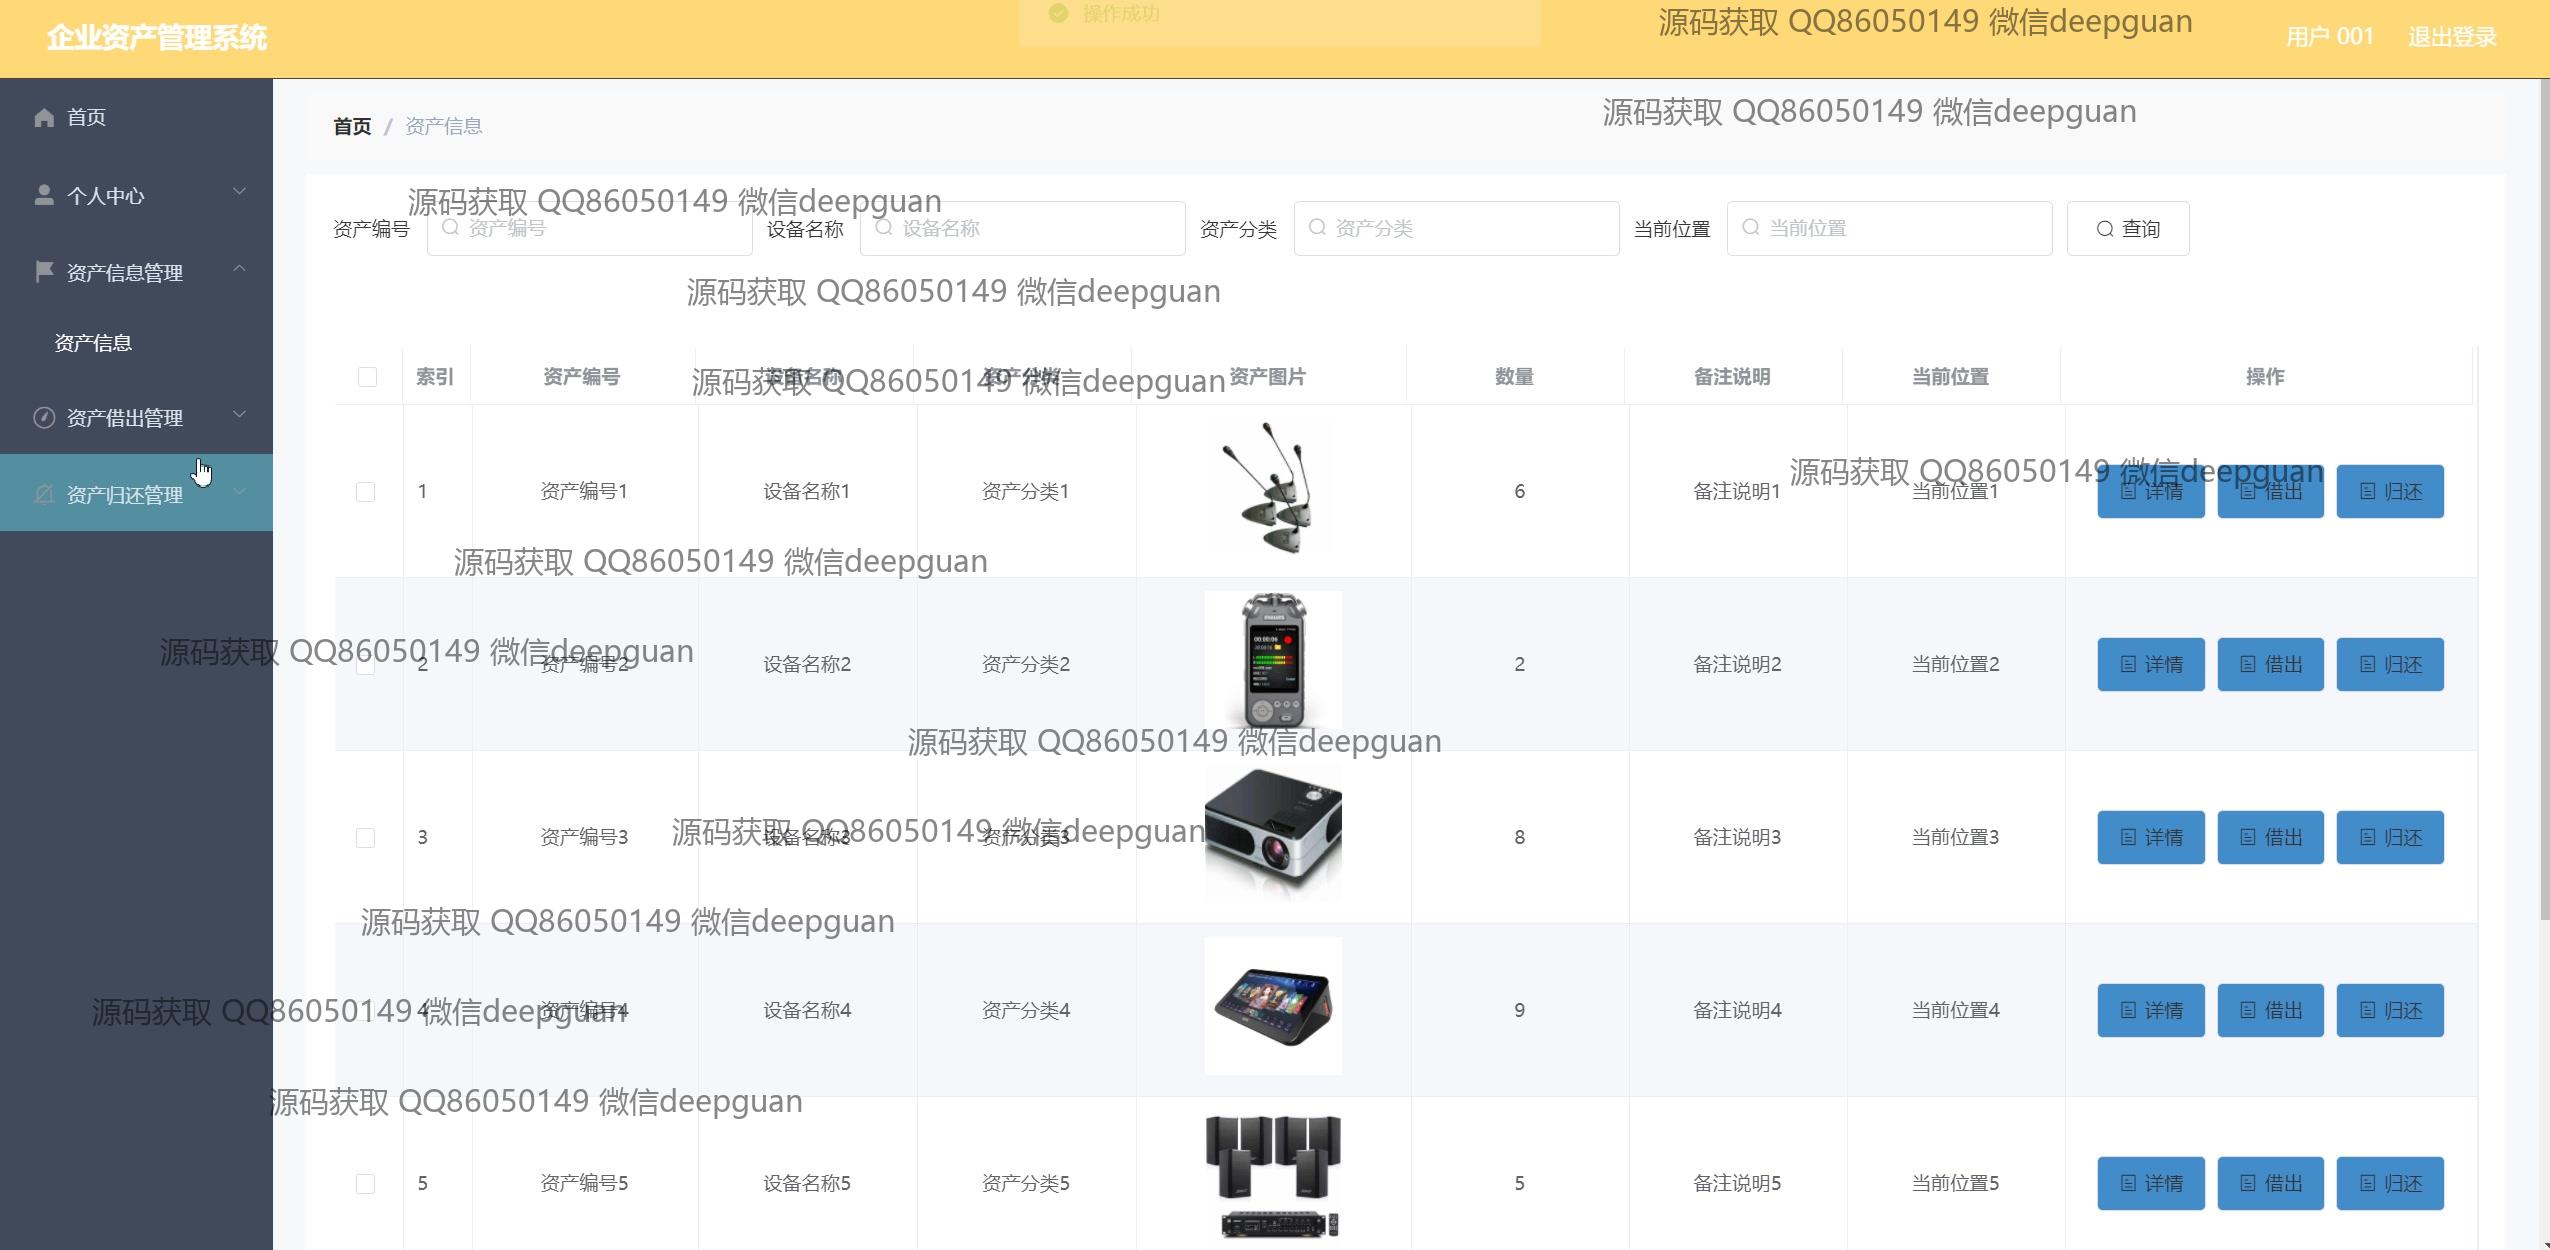 企业资产管理系统
操作成功
源码获取 QQ86050149 微信deepguan
用户 001
退出登录
首页
个人中心
资产信息管理
资产信息
资产借出管理
资产归还管理
首页 / 资产信息
源码获取 QQ86050149 微信deepguan
源码获取 QQ86050149 微信deepguan
资产编号 资产编号 设备名称 设备名称 资产分类 资产分类 当前位置 当前位置 查询
源码获取 QQ86050149 微信deepguan
索引 资产编号 设备名称 资产分类 资产图片 数量 备注说明 当前位置 操作
源码获取 QQ86050149 微信deepguan
源码获取 QQ86050149 微信deepguan
1 资产编号1 设备名称1 资产分类1 6 备注说明1 当前位置1 详情 借出 归还
源码获取 QQ86050149 微信deepguan
源码获取 QQ86050149 微信deepguan
2 资产编号2 设备名称2 资产分类2 2 备注说明2 当前位置2 详情 借出 归还
源码获取 QQ86050149 微信deepguan
源码获取 QQ86050149 微信deepguan
3 资产编号3 设备名称3 资产分类3 8 备注说明3 当前位置3 详情 借出 归还
源码获取 QQ86050149 微信deepguan
源码获取 QQ86050149 微信deepguan
4 资产编号4 设备名称4 资产分类4 9 备注说明4 当前位置4 详情 借出 归还
源码获取 QQ86050149 微信deepguan
5 资产编号5 设备名称5 资产分类5 5 备注说明5 当前位置5 详情 借出 归还